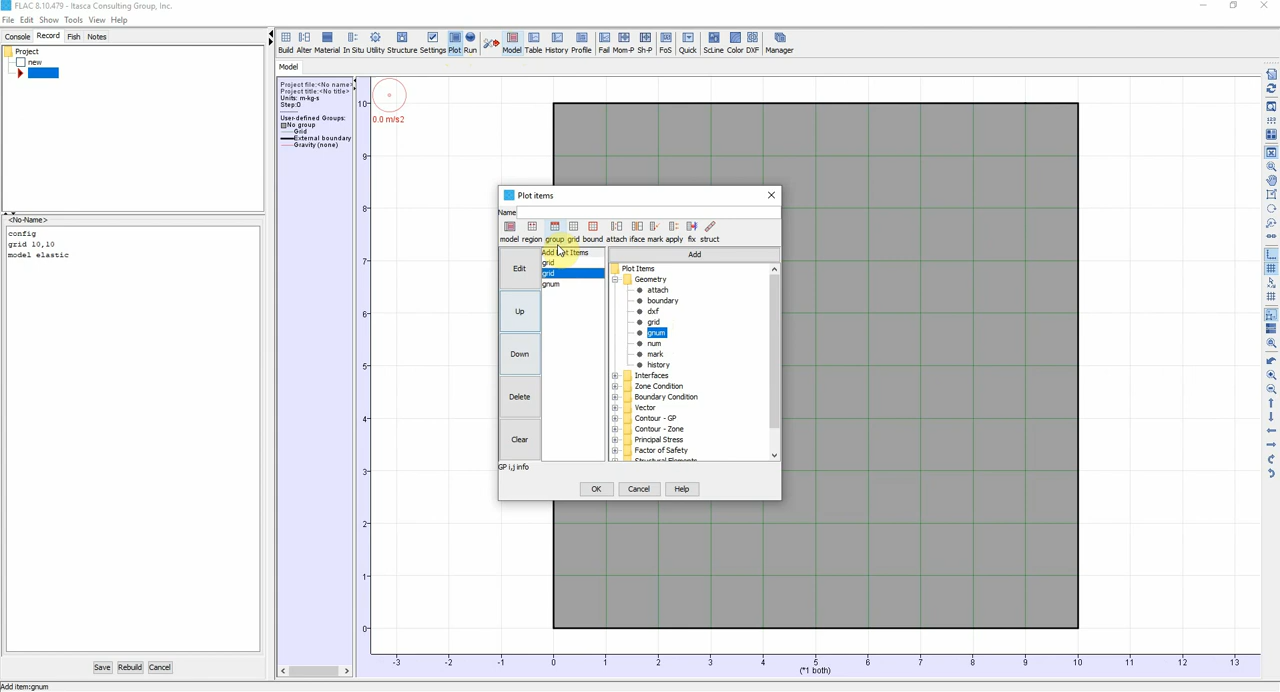 FLAC 8.10.479 - Itasca Consulting Group, Inc.
File Edit Show Tools View Help
Console Record Fish Notes
Project
new
Build Alter Material In Situ Utility Structure Settings Plot Run Model Table History Profile Fail Mom-P Sh-P FoS Quick ScLine Color DXF Manager
Model
Project file:<No name>
Project title:<No title>
Units: m-kg-s
Step:0
User-defined Groups:
No group
Grid
External boundary
Gravity (none)
0.0 m/s2
<No-Name>
config
grid 10,10
model elastic
Save Rebuild Cancel
Add item:gnum
Plot items
Name
model region group grid bound attach iface mark apply fix struct
Edit
Up
Down
Delete
Clear
grid
grid
gnum
Add
Plot Items
Geometry
attach
boundary
dxf
grid
gnum
num
mark
history
Interfaces
Zone Condition
Boundary Condition
Vector
Contour - GP
Contour - Zone
Principal Stress
Factor of Safety
GP i,j info
OK Cancel Help
10
9
8
7
6
5
4
3
2
1
0
-3 -2 -1 0 1 2 3 4 5 6 7 8 9 10 11 12 13
(*1 both)